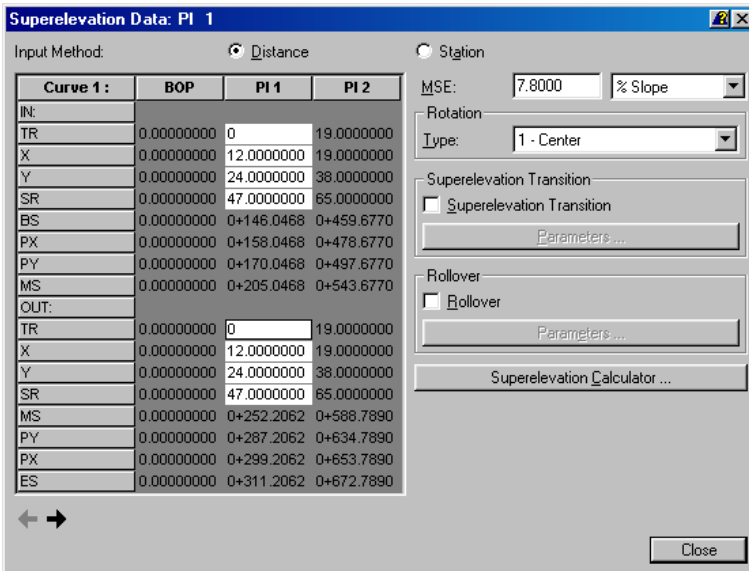 Superelevation Data: PI 1
Input Method: Distance Station
Curve 1 : BOP PI 1 PI 2
IN:
TR 0.00000000 0 19.0000000
X 0.00000000 12.0000000 19.0000000
Y 0.00000000 24.0000000 38.0000000
SR 0.00000000 47.0000000 65.0000000
BS 0.00000000 0+146.0468 0+459.6770
PX 0.00000000 0+158.0468 0+478.6770
PY 0.00000000 0+170.0468 0+497.6770
MS 0.00000000 0+205.0468 0+543.6770
OUT:
TR 0.00000000 0 19.0000000
X 0.00000000 12.0000000 19.0000000
Y 0.00000000 24.0000000 38.0000000
SR 0.00000000 47.0000000 65.0000000
MS 0.00000000 0+252.2062 0+588.7890
PY 0.00000000 0+287.2062 0+634.7890
PX 0.00000000 0+299.2062 0+653.7890
ES 0.00000000 0+311.2062 0+672.7890
MSE: 7.8000 % Slope
Rotation
Type: 1 - Center
Superelevation Transition
Superelevation Transition
Parameters ...
Rollover
Rollover
Parameters ...
Superelevation Calculator ...
Close